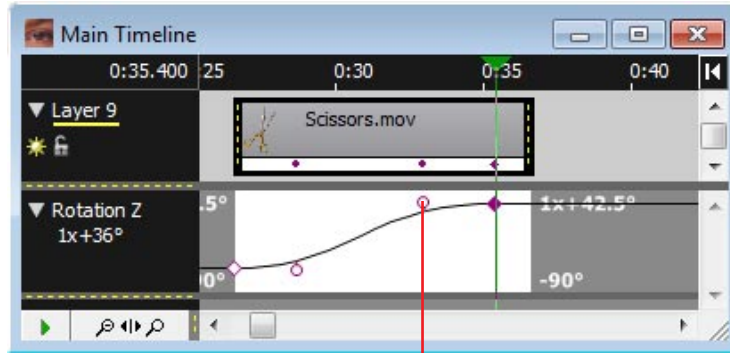 Main Timeline
0:35.400 :25 0:30 0:35 0:40
Layer 9
Scissors.mov
Rotation Z .5° 1x+42.5°
1x+36°
00° -90°